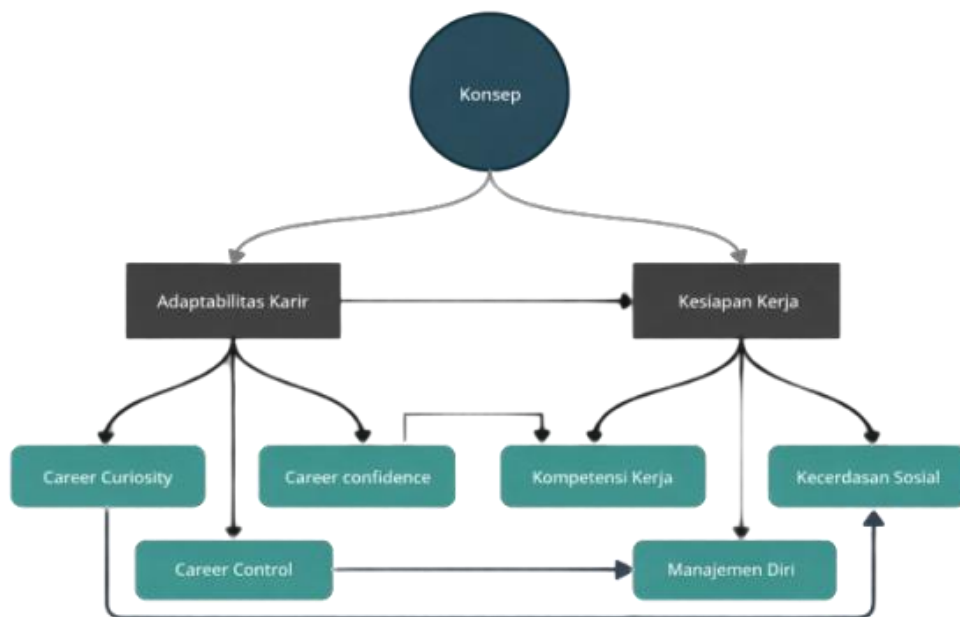 Konsep
Adaptabilitas Karir
Kesiapan Kerja
Career Curiosity
Career confidence
Kompetensi Kerja
Kecerdasan Sosial
Career Control
Manajemen Diri